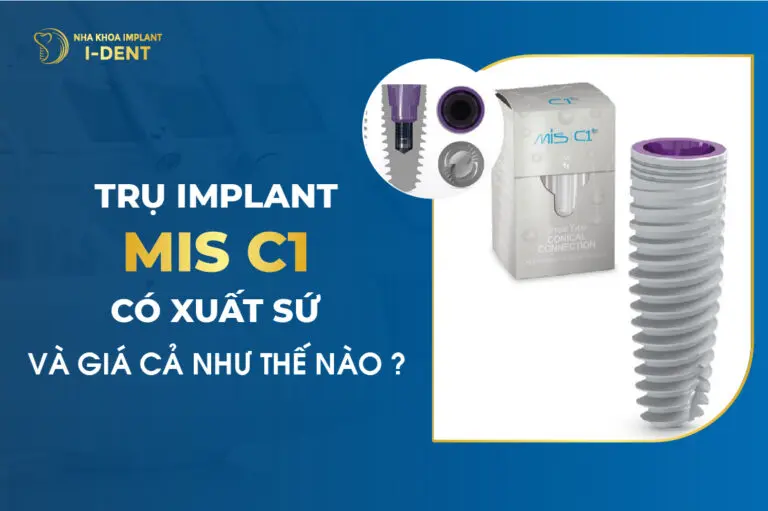 NHA KHOA IMPLANT
I-DENT
TRỤ IMPLANT
MIS C1
CÓ XUẤT SỨ
VÀ GIÁ CẢ NHƯ THẾ NÀO ?
C1
MIS C1
CONICAL
CONNECTION